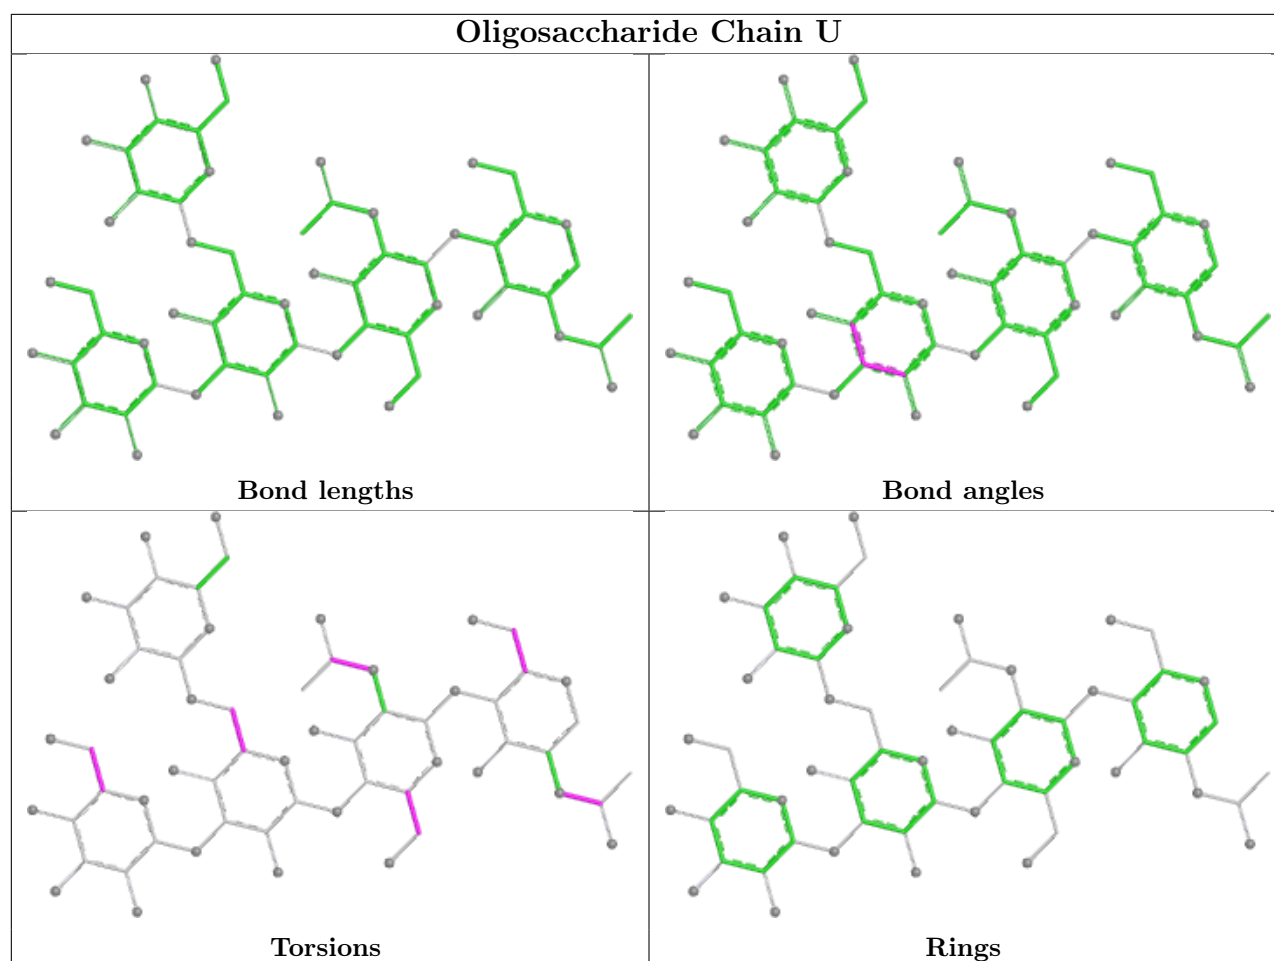 Oligosaccharide Chain U
Bond lengths
Bond angles
Torsions
Rings